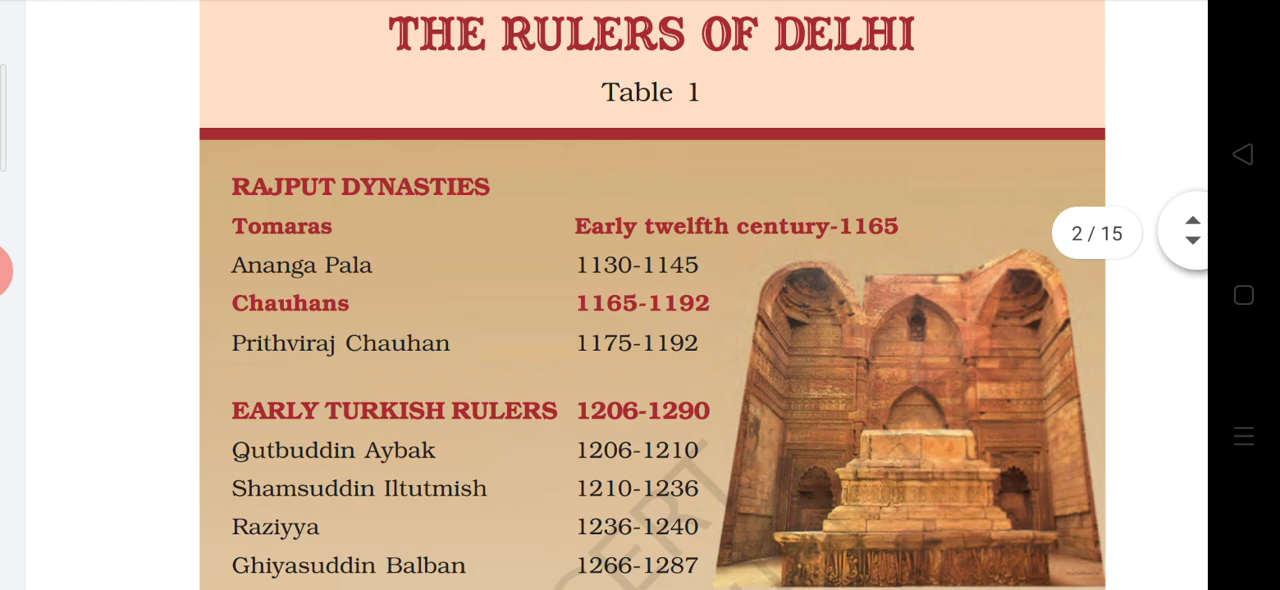 THE RULERS OF DELHI
Table 1
RAJPUT DYNASTIES
Tomaras Early twelfth century-1165
Ananga Pala 1130-1145
Chauhans 1165-1192
Prithviraj Chauhan 1175-1192
EARLY TURKISH RULERS 1206-1290
Qutbuddin Aybak 1206-1210
Shamsuddin Iltutmish 1210-1236
Raziyya 1236-1240
Ghiyasuddin Balban 1266-1287
2 / 15